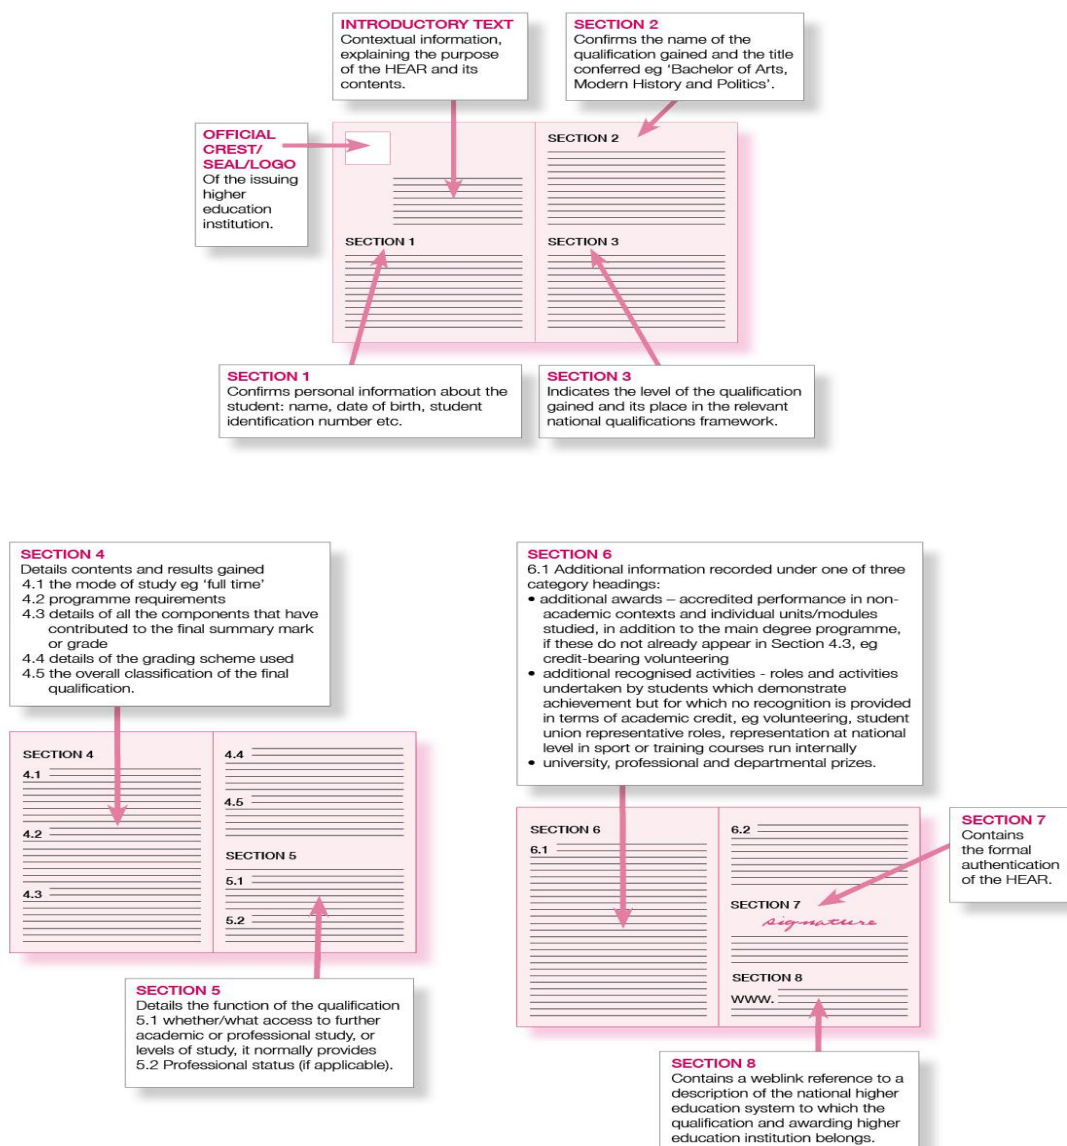 INTRODUCTORY TEXT
Contextual information,
explaining the purpose
of the HEAR and its
contents.
SECTION 2
Confirms the name of the
qualification gained and the title
conferred eg ‘Bachelor of Arts,
Modern History and Politics’.
OFFICIAL
CREST/
SEAL/LOGO
Of the issuing
higher
education
institution.
SECTION 2
SECTION 1
SECTION 3
SECTION 1
Confirms personal information about the
student: name, date of birth, student
identification number etc.
SECTION 3
Indicates the level of the qualification
gained and its place in the relevant
national qualifications framework.
SECTION 4
Details contents and results gained
4.1 the mode of study eg ‘full time’
4.2 programme requirements
4.3 details of all the components that have
contributed to the final summary mark
or grade
4.4 details of the grading scheme used
4.5 the overall classification of the final
qualification.
SECTION 4
4.1
4.2
4.3
4.4
4.5
SECTION 5
5.1
5.2
SECTION 5
Details the function of the qualification
5.1 whether/what access to further
academic or professional study, or
levels of study, it normally provides
5.2 Professional status (if applicable).
SECTION 6
6.1 Additional information recorded under one of three
category headings:
• additional awards – accredited performance in non-
academic contexts and individual units/modules
studied, in addition to the main degree programme,
if these do not already appear in Section 4.3, eg
credit-bearing volunteering
• additional recognised activities - roles and activities
undertaken by students which demonstrate
achievement but for which no recognition is provided
in terms of academic credit, eg volunteering, student
union representative roles, representation at national
level in sport or training courses run internally
• university, professional and departmental prizes.
SECTION 6
6.1
6.2
SECTION 7
signature
SECTION 8
www.
SECTION 7
Contains
the formal
authentication
of the HEAR.
SECTION 8
Contains a weblink reference to a
description of the national higher
education system to which the
qualification and awarding higher
education institution belongs.